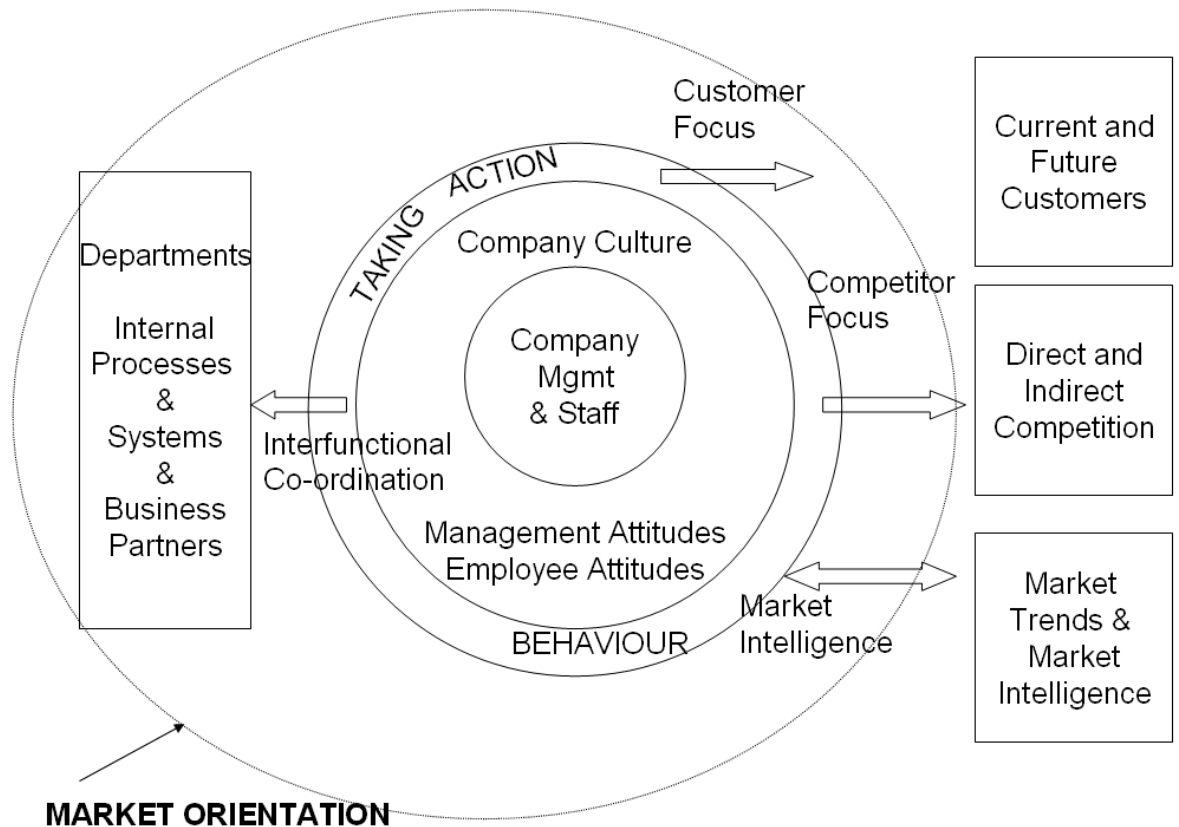 Customer
Focus
Current and
Future
Customers
TAKING ACTION
Departments
Internal
Processes
&
Systems
&
Business
Partners
Company Culture
Company
Mgmt
& Staff
Competitor
Focus
Direct and
Indirect
Competition
Interfunctional
Co-ordination
Management Attitudes
Employee Attitudes
BEHAVIOUR
Market
Intelligence
Market
Trends &
Market
Intelligence
MARKET ORIENTATION